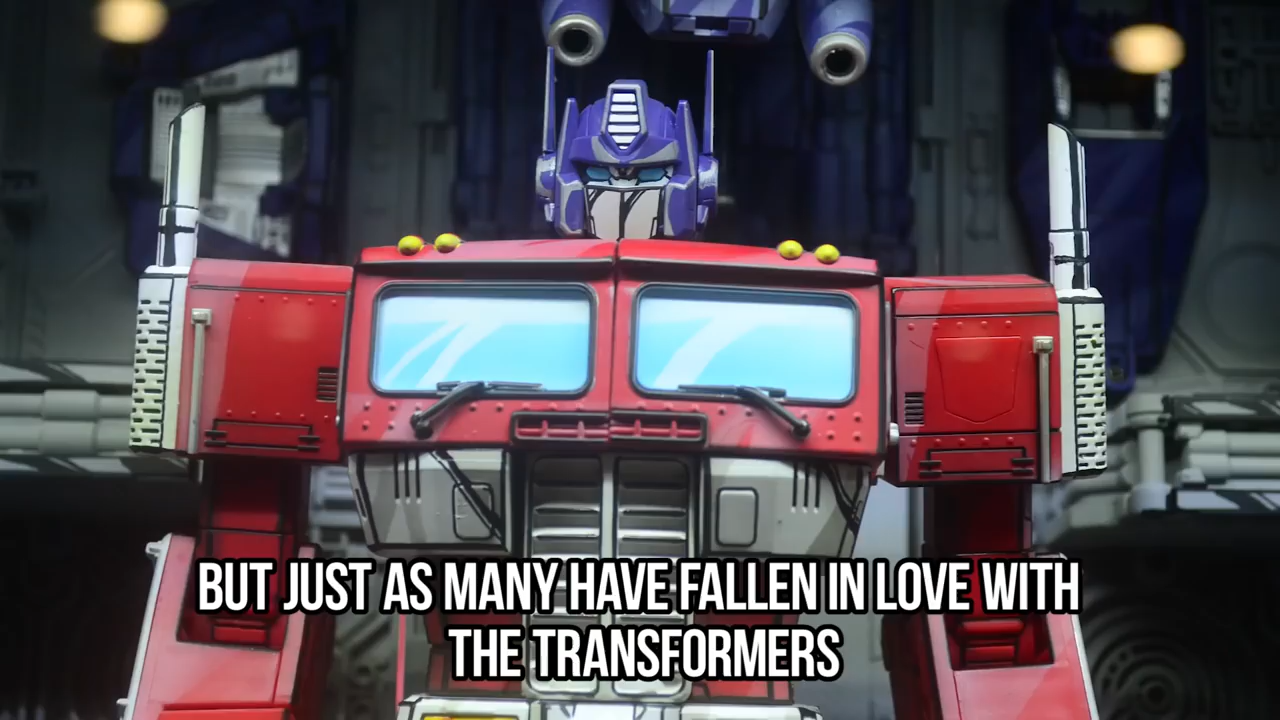 BUT JUST AS MANY HAVE FALLEN IN LOVE WITH
THE TRANSFORMERS